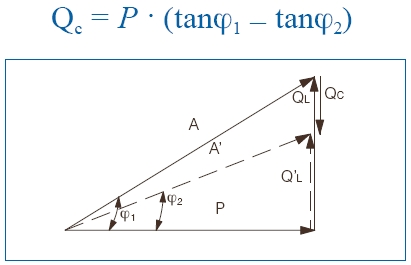 Qc = P · (tanφ1 – tanφ2)
QL
QC
A
A'
Q'L
φ1
φ2
P